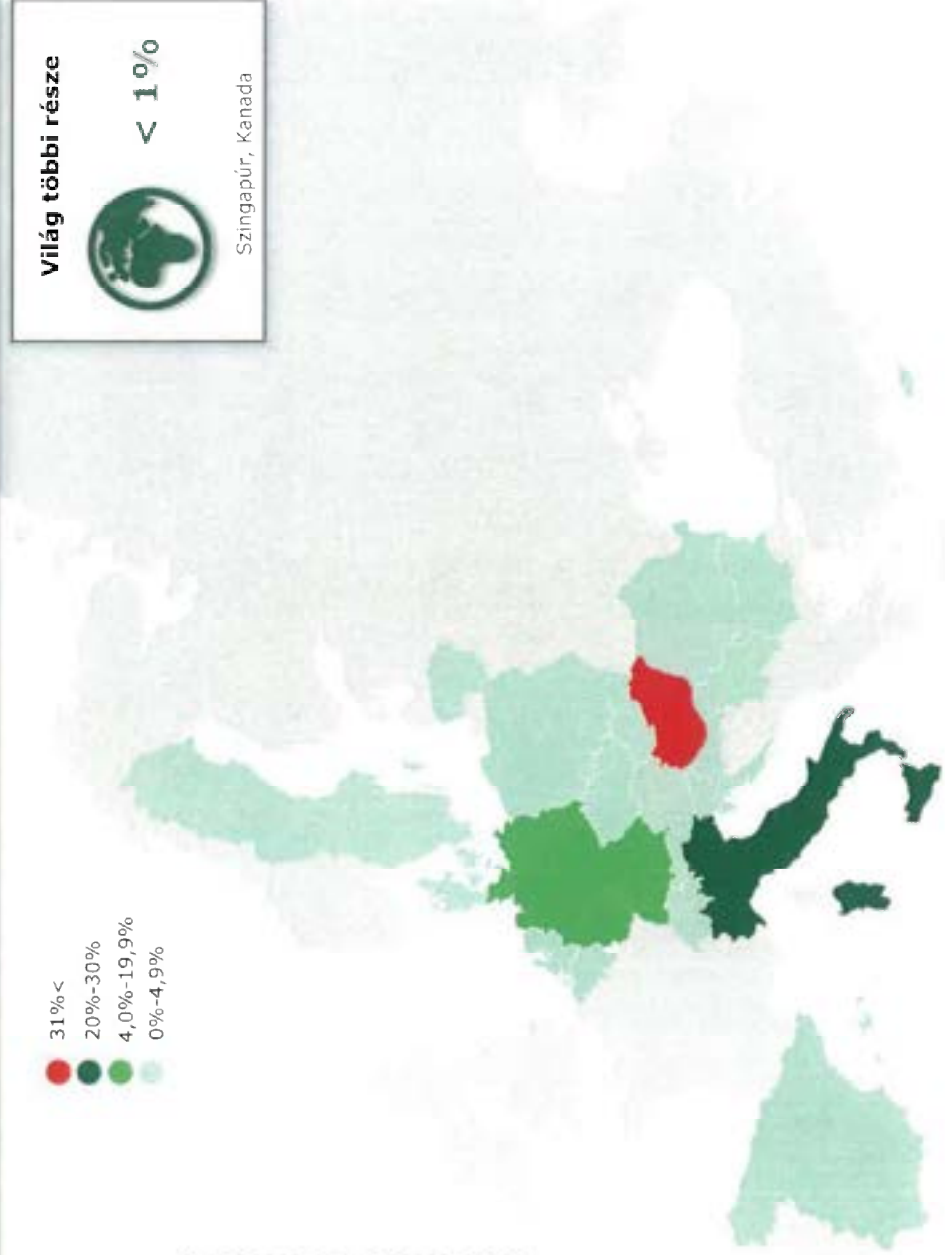 31%<
20%-30%
4,0%-19,9%
0%-4,9%
Világ többi része
< 1%
Szingapúr, Kanada